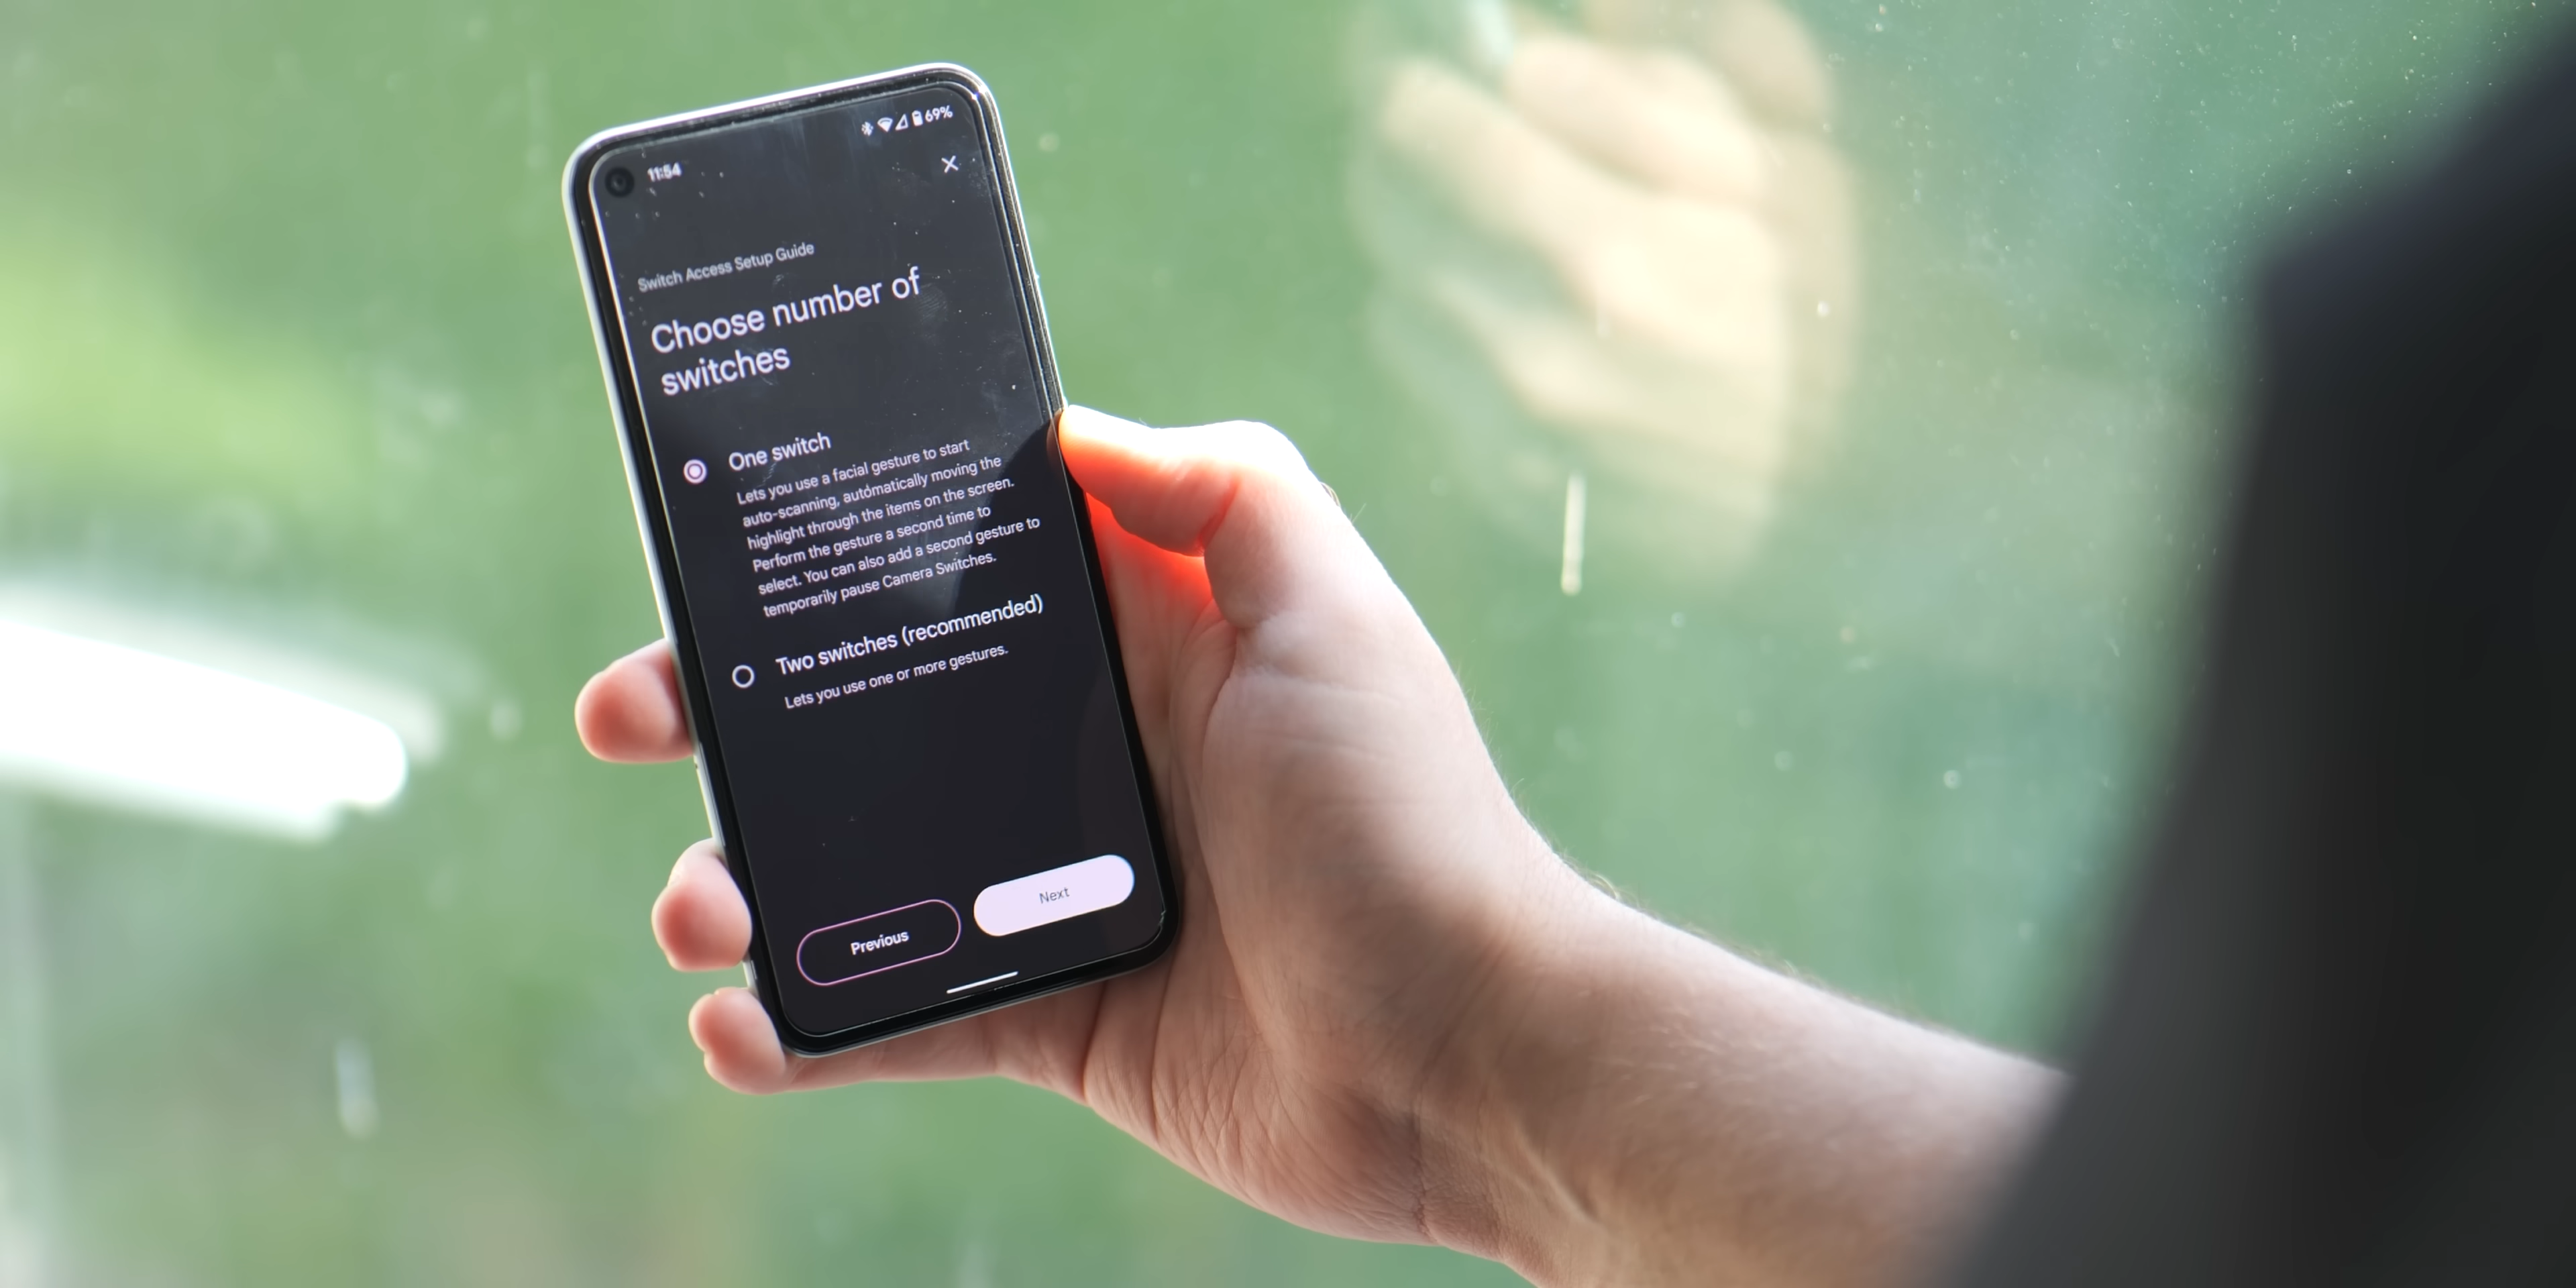 11:54
69%
Switch Access Setup Guide
Choose number of
switches
One switch
Lets you use a facial gesture to start
auto-scanning, automatically moving the
highlight through the items on the screen.
Perform the gesture a second time to
select. You can also add a second gesture to
temporarily pause Camera Switches.
Two switches (recommended)
Lets you use one or more gestures.
Previous
Next